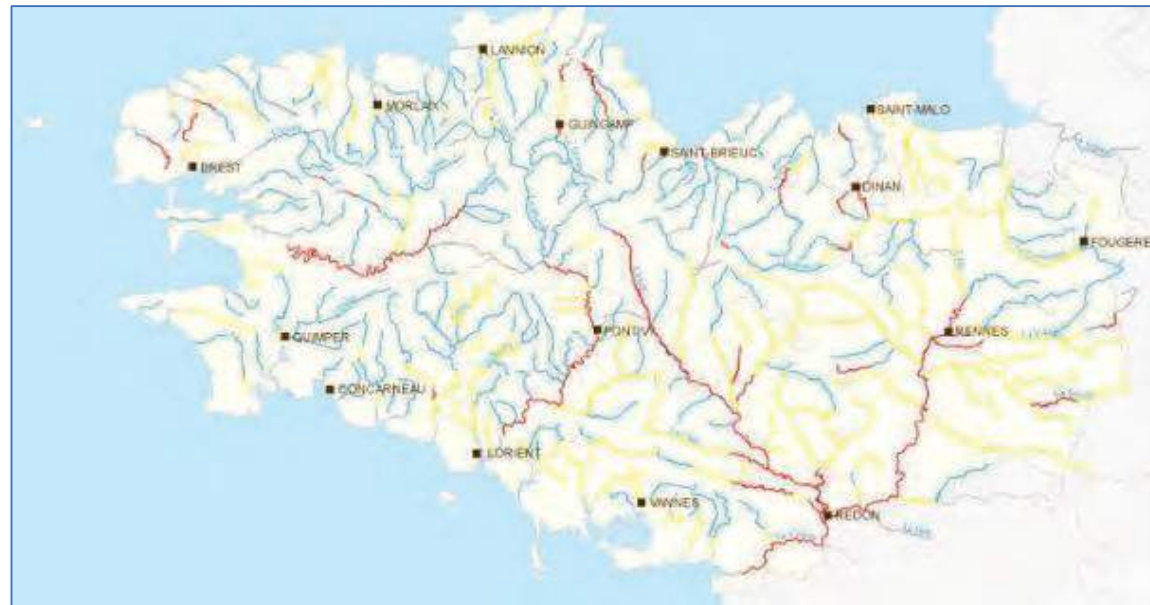 LANNION
MORLAIX
SAINT-MALO
GUINGAMP
SAINT-BRIEUC
BREST
DINAN
FOUGERE
PONTIVY
RENNES
QUIMPER
CONCARNEAU
LORIENT
VANNES
REDON